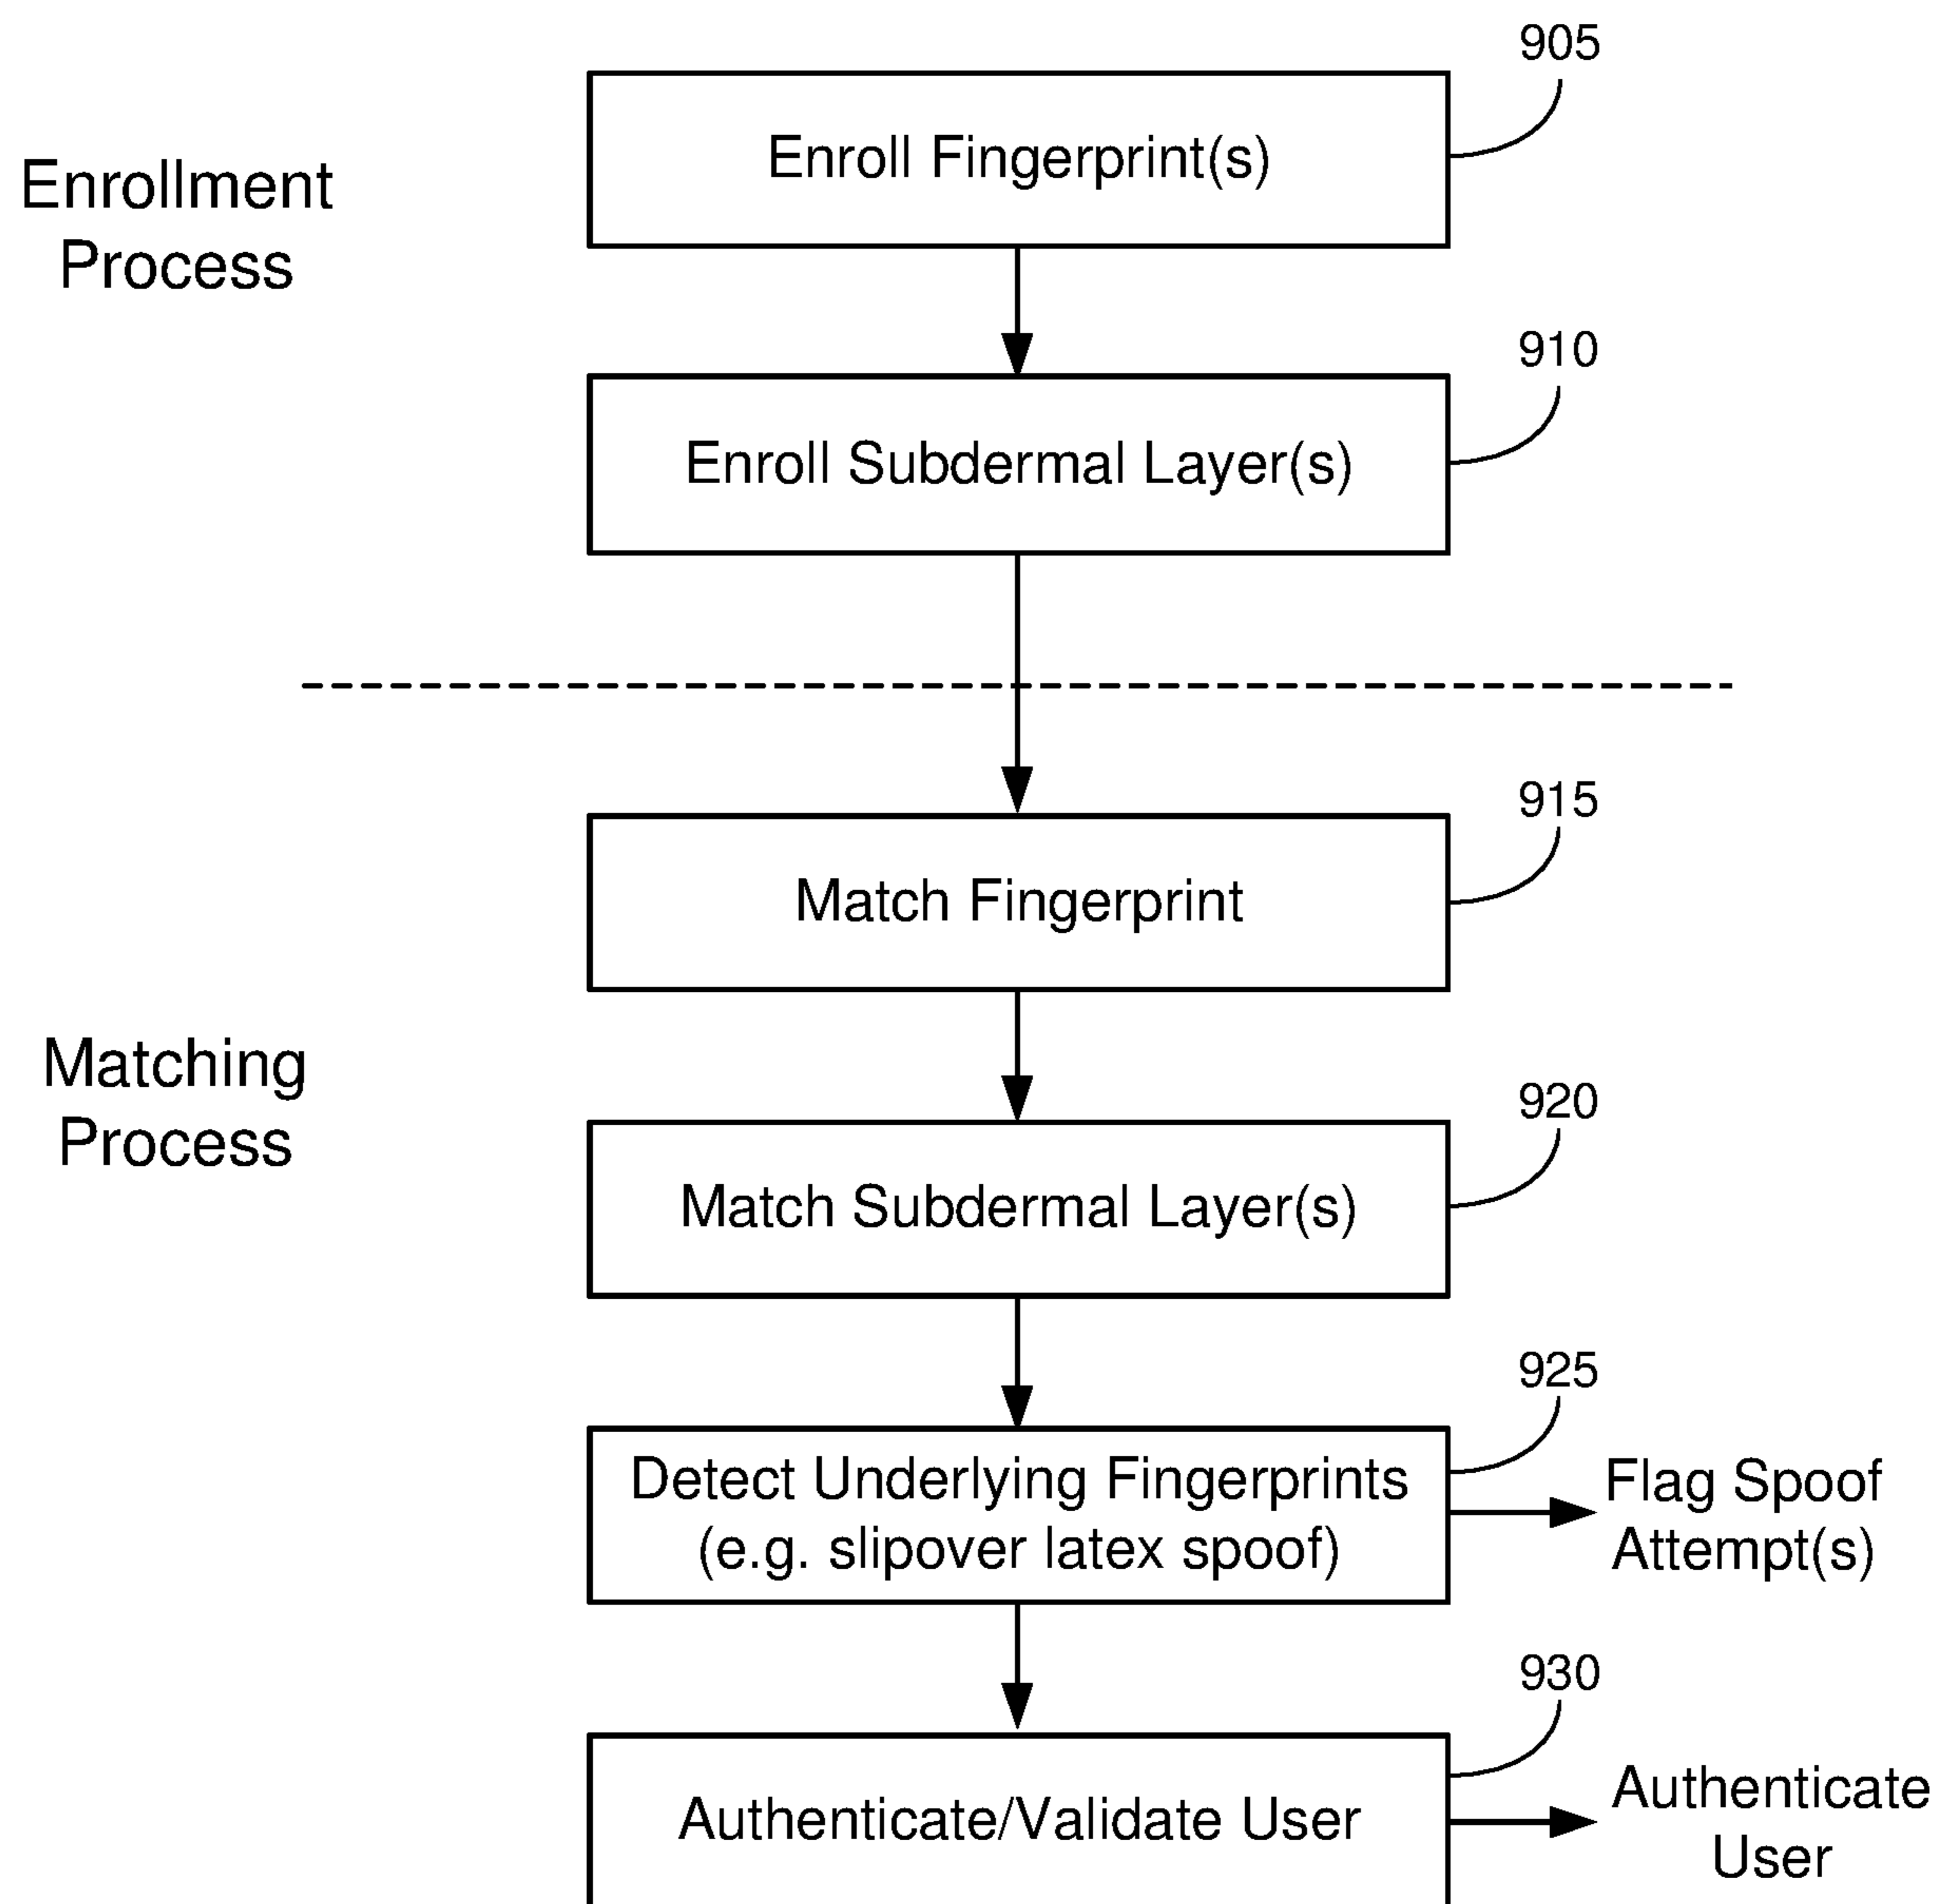 905
Enroll Fingerprint(s)
Enrollment
Process
910
Enroll Subdermal Layer(s)
915
Match Fingerprint
Matching
Process
920
Match Subdermal Layer(s)
925
Detect Underlying Fingerprints
(e.g. slipover latex spoof)
Flag Spoof
Attempt(s)
930
Authenticate/Validate User
Authenticate
User